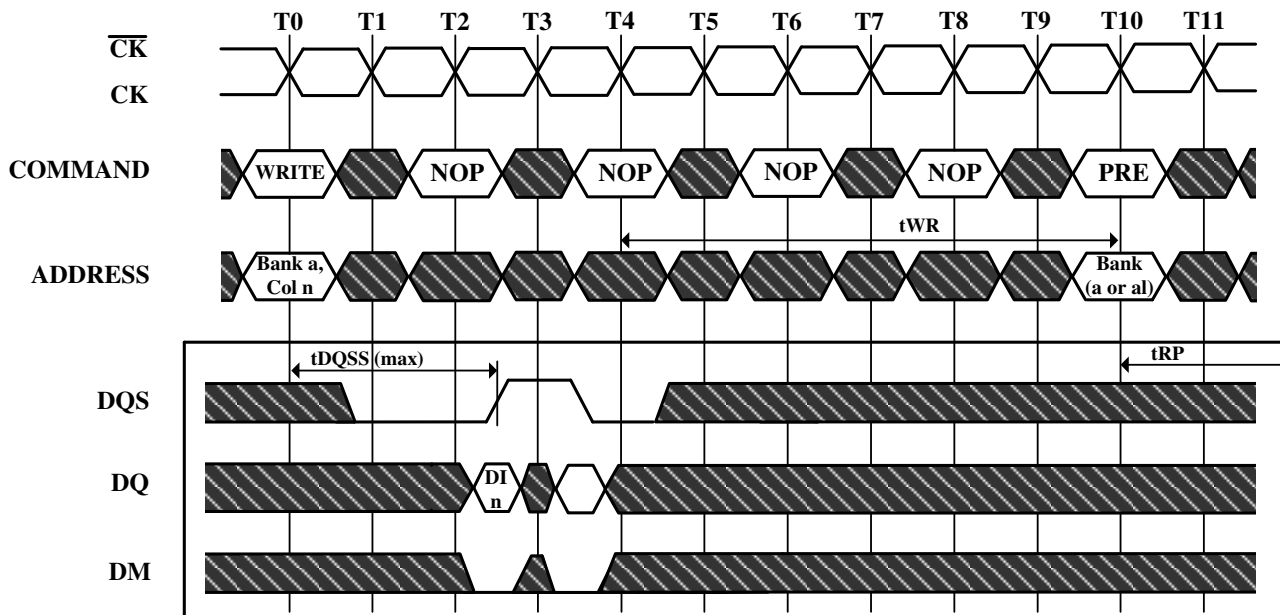 T0 T1 T2 T3 T4 T5 T6 T7 T8 T9 T10 T11
CK
CK
COMMAND WRITE NOP NOP NOP NOP PRE
tWR
ADDRESS Bank a, Col n Bank (a or al)
tDQSS (max) tRP
DQS
DQ DI n
DM